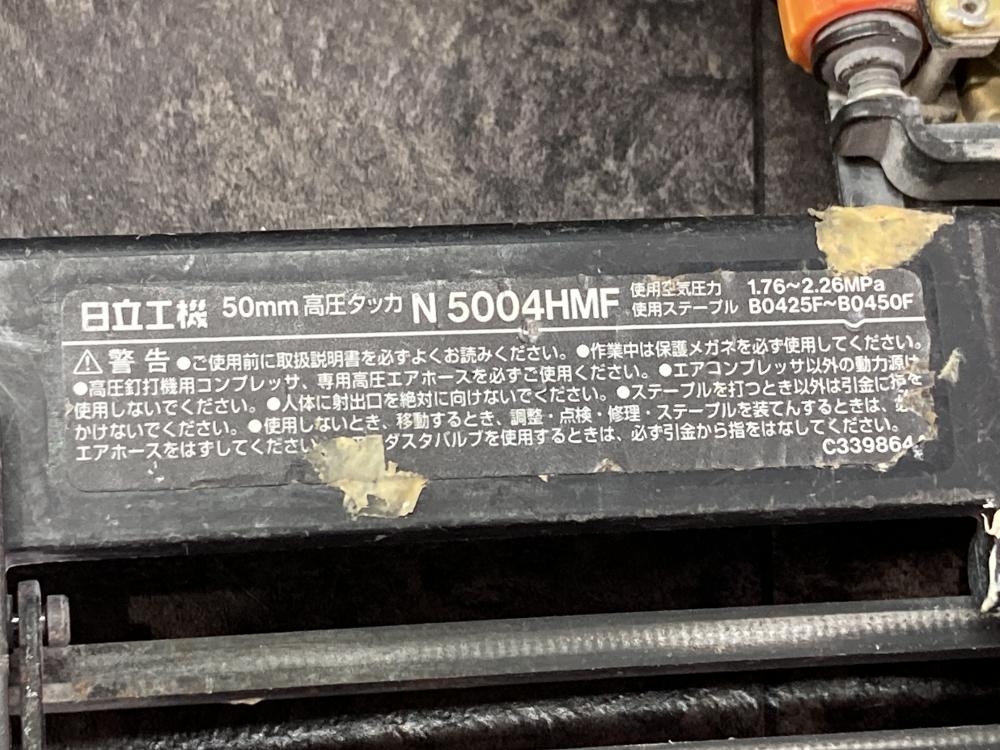 日立工機 50mm 高圧タッカ N 5004HMF 使用空気圧力 1.76~2.26MPa
使用ステープル B0425F~B0450F
⚠警告 ●ご使用前に取扱説明書を必ずよくお読みください。●作業中は保護メガネを必ず使用してください。
●高圧釘打機用コンプレッサ、専用高圧エアホースを必ずご使用ください。●エアコンプレッサ以外の動力源は
使用しないでください。●人体に射出口を絶対に向けないでください。●ステープルを打つとき以外は引金に指を
かけないでください。●使用しないとき、移動するとき、調整・点検・修理・ステープルを装てんするときは、
エアホースをはずしてください ダスタバルブを使用するときは、必ず引金から指をはなしてください。
C339864